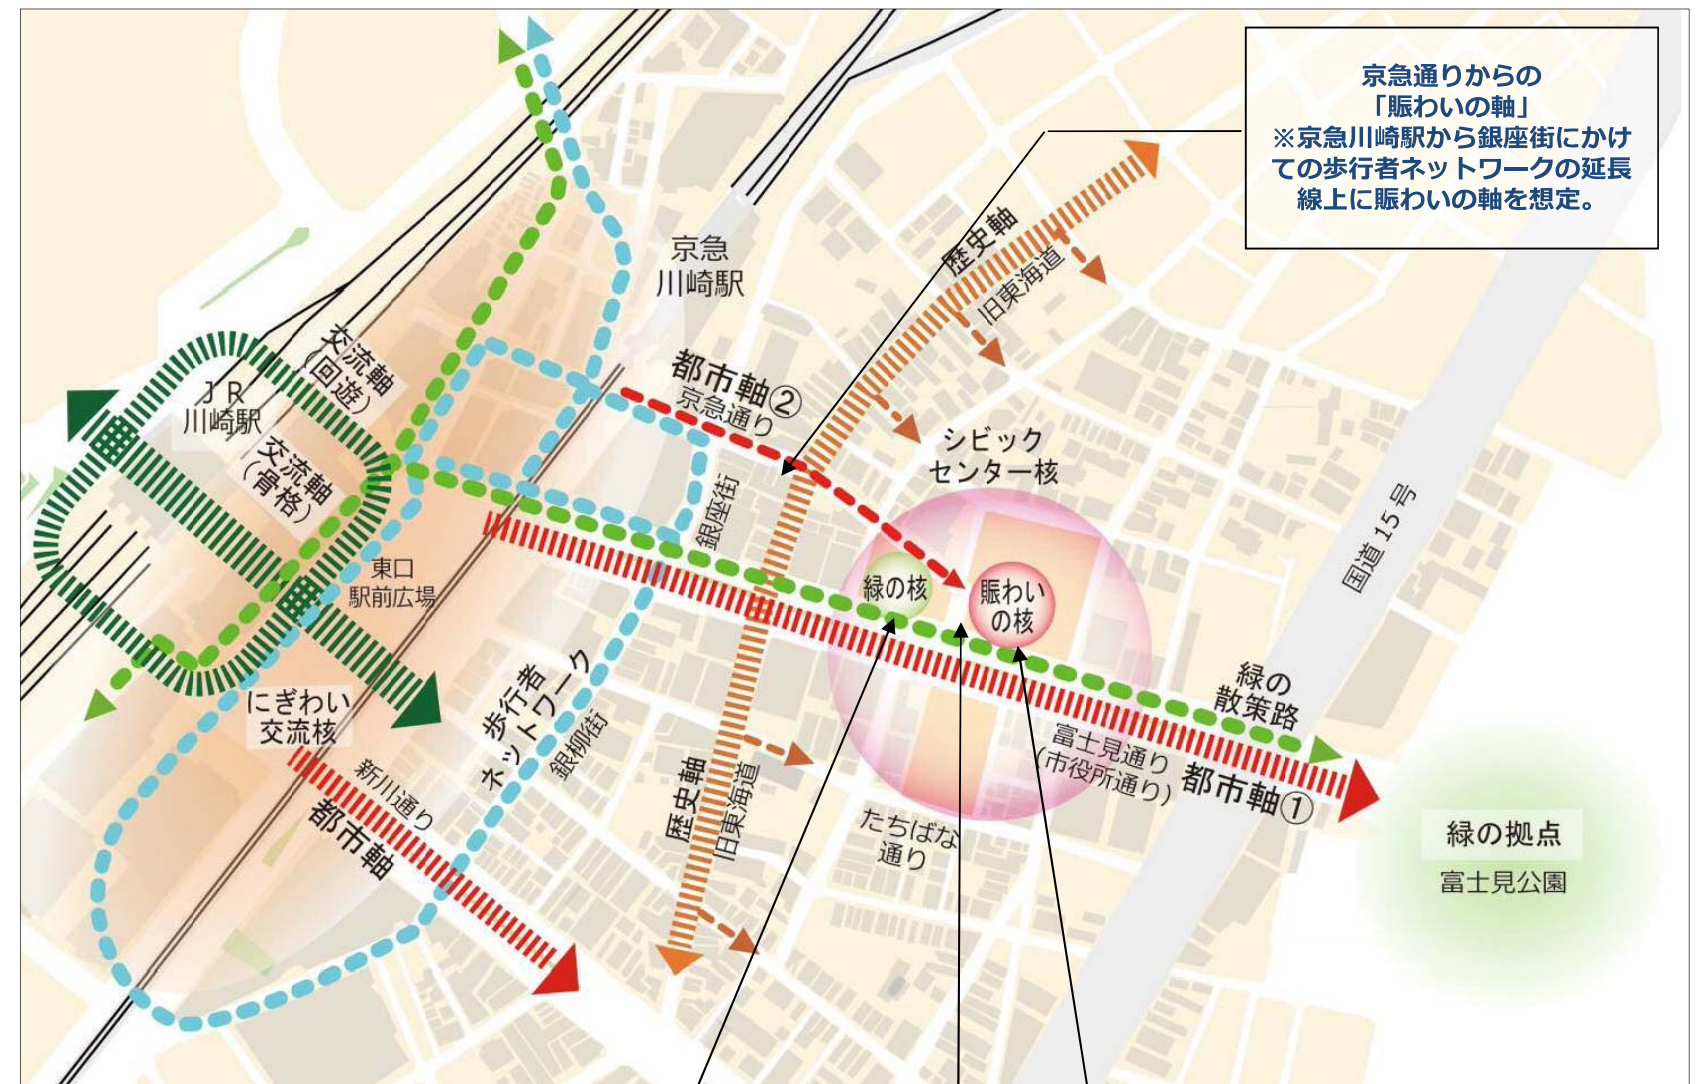 京急通りからの
「賑わいの軸」
※京急川崎駅から銀座街にかけ
ての歩行者ネットワークの延長
線上に賑わいの軸を想定。
京急
川崎駅
歴史軸
旧東海道
交流軸
(回遊)
JR
川崎駅
交流軸
(骨格)
都市軸②
京急通り
シビック
センター核
銀座街
国道 15 号
東口
駅前広場
緑の核
賑わい
の核
にぎわい
交流核
歩行者
ネットワーク
銀柳街
緑の
散策路
富士見通り
(市役所通り)
都市軸①
新川通り
都市軸
歴史軸
旧東海道
たちばな
通り
緑の拠点
富士見公園